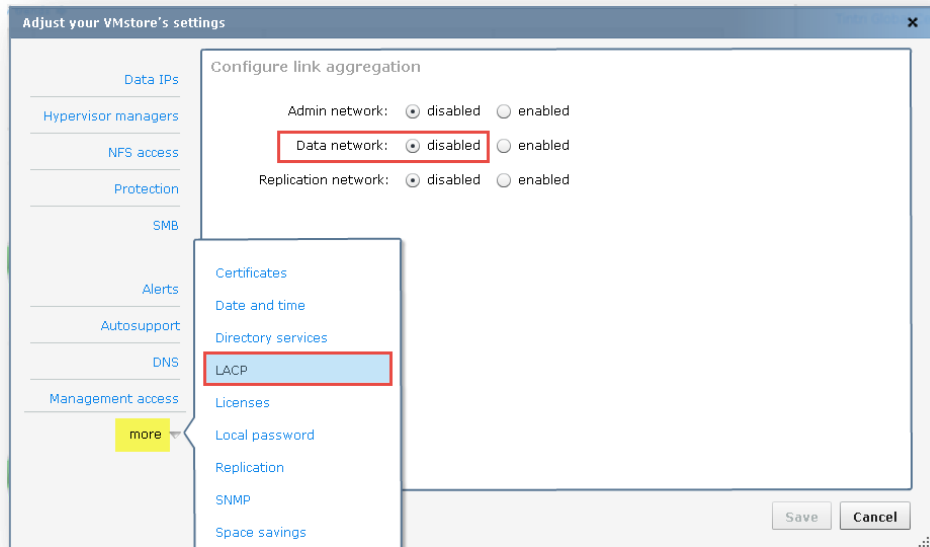 Adjust your VMstore's settings
Data IPs
Hypervisor managers
NFS access
Protection
SMB
Alerts
Autosupport
DNS
Management access
more
Configure link aggregation
Admin network: disabled enabled
Data network: disabled enabled
Replication network: disabled enabled
Certificates
Date and time
Directory services
LACP
Licenses
Local password
Replication
SNMP
Space savings
Save Cancel